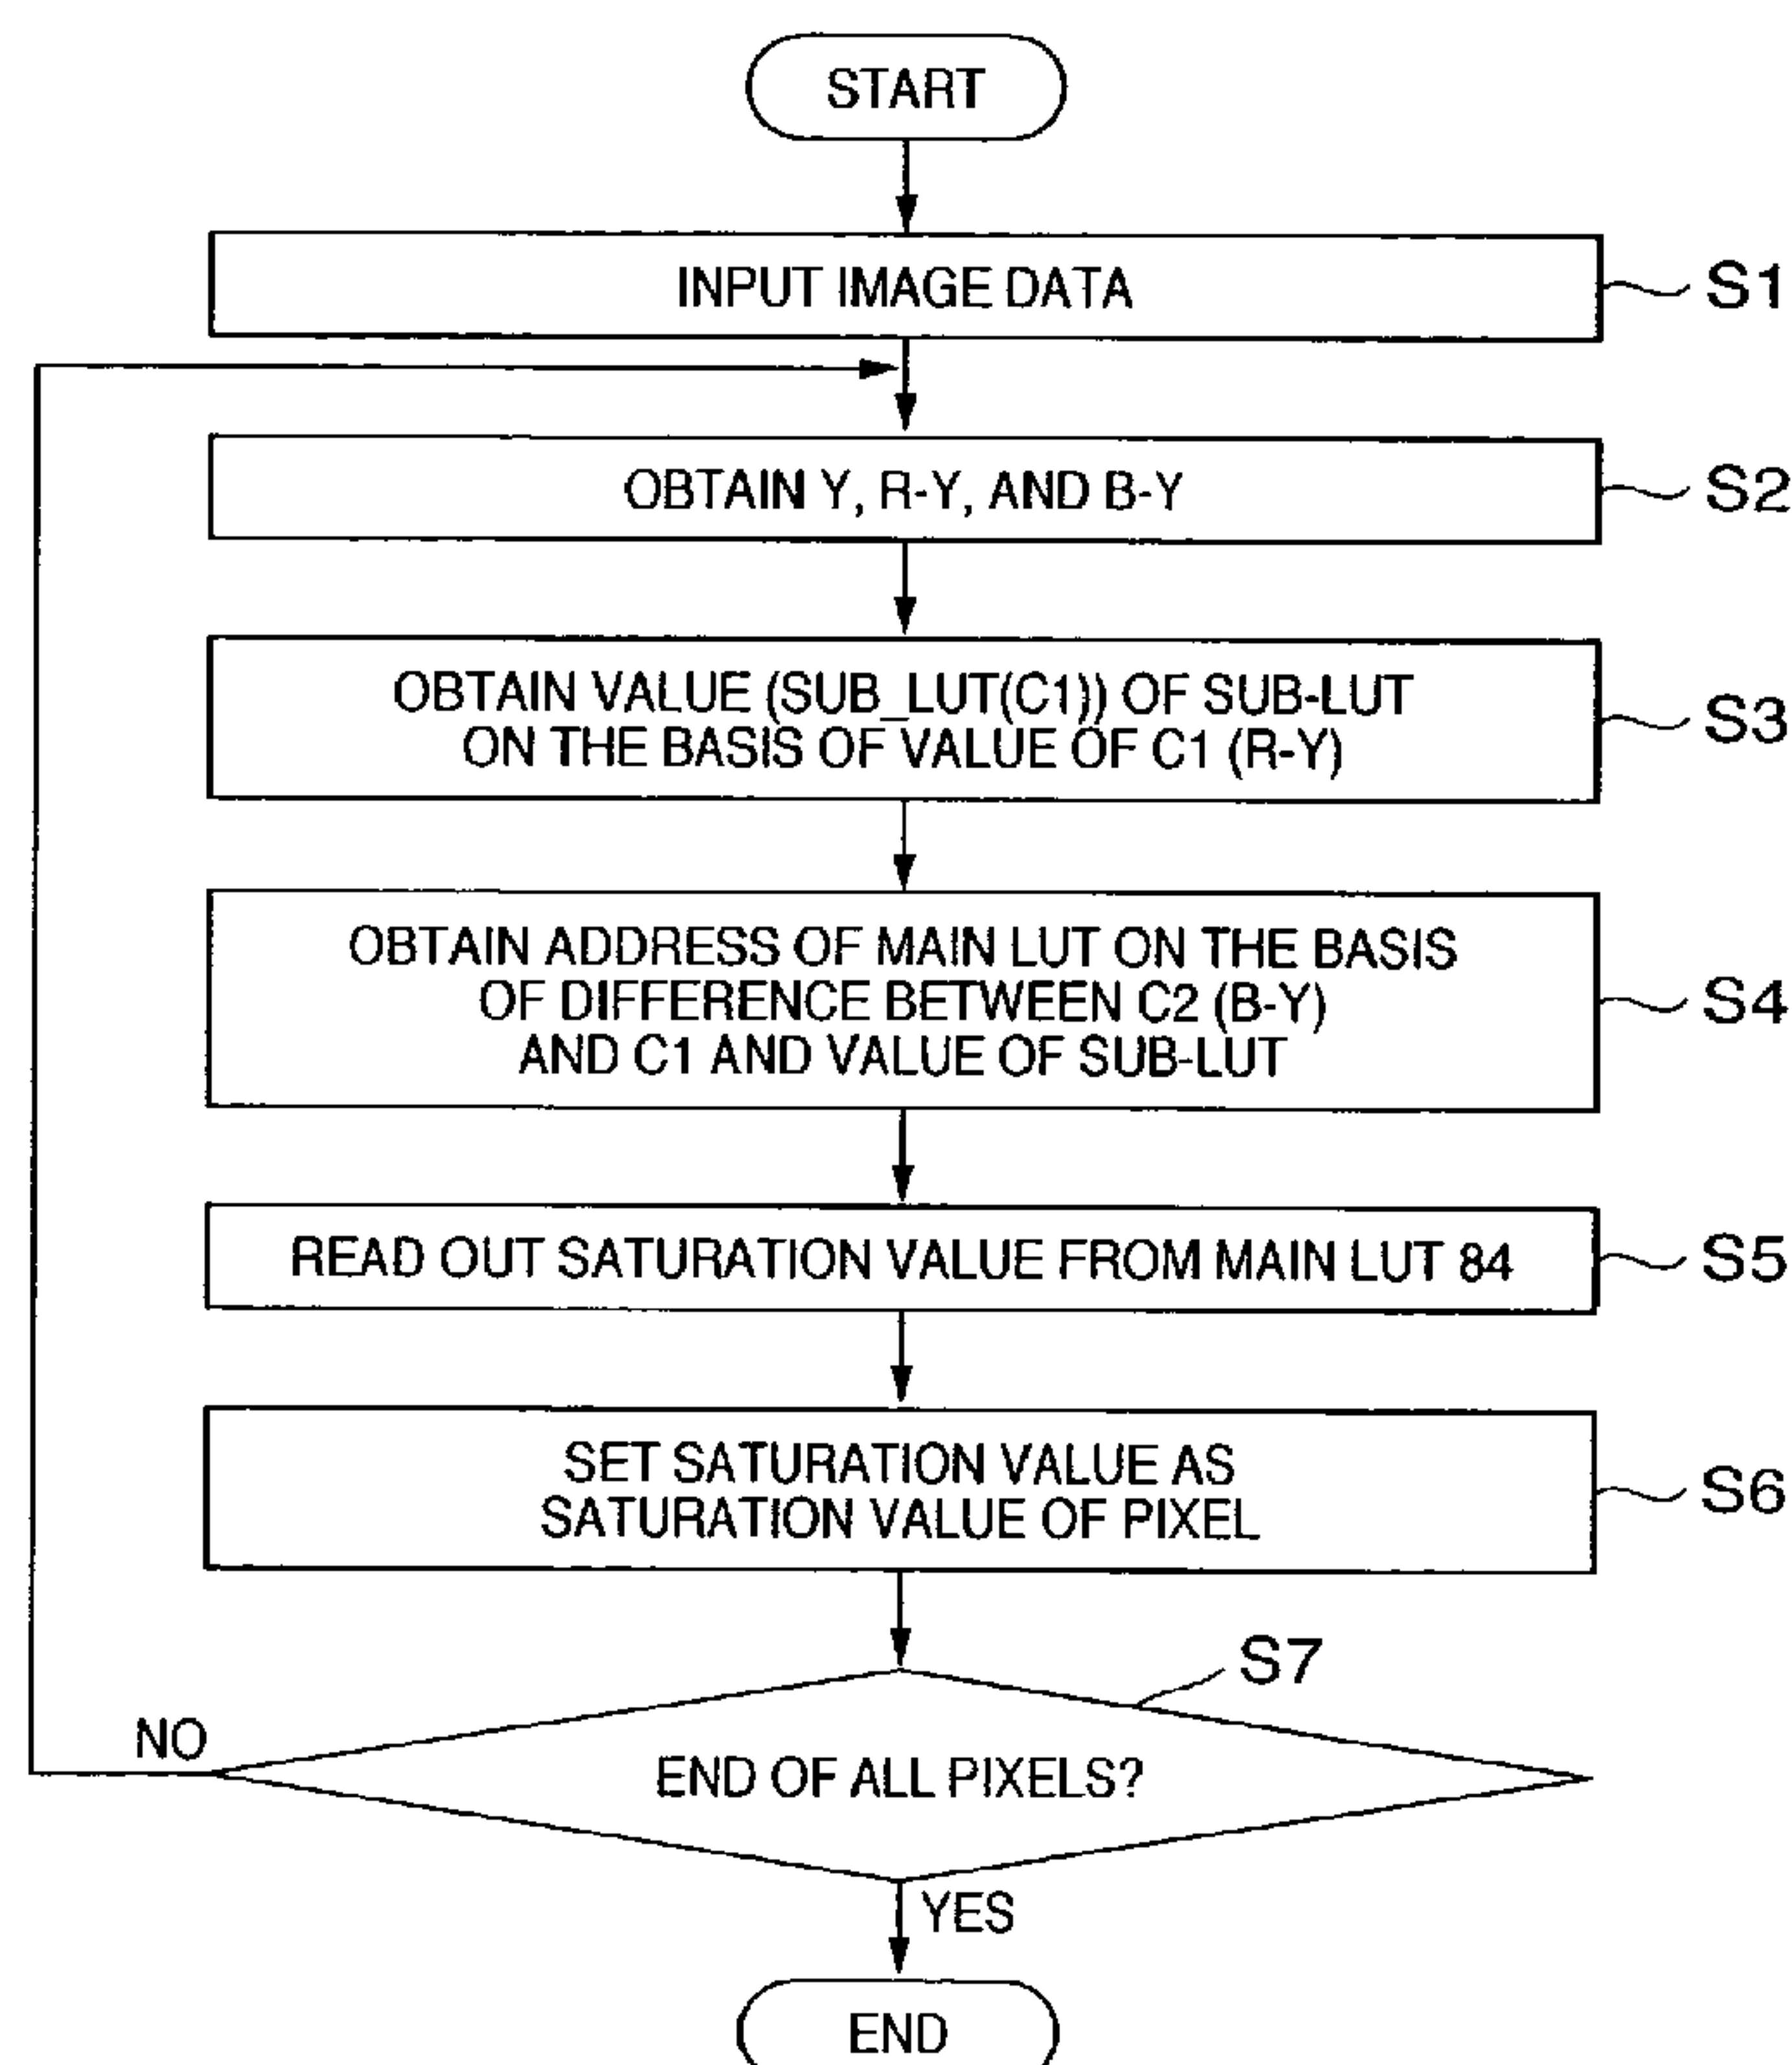 START
INPUT IMAGE DATA
S1
OBTAIN Y, R-Y, AND B-Y
S2
OBTAIN VALUE (SUB_LUT(C1)) OF SUB-LUT
ON THE BASIS OF VALUE OF C1 (R-Y)
S3
OBTAIN ADDRESS OF MAIN LUT ON THE BASIS
OF DIFFERENCE BETWEEN C2 (B-Y)
AND C1 AND VALUE OF SUB-LUT
S4
READ OUT SATURATION VALUE FROM MAIN LUT 84
S5
SET SATURATION VALUE AS
SATURATION VALUE OF PIXEL
S6
S7
NO
END OF ALL PIXELS?
YES
END